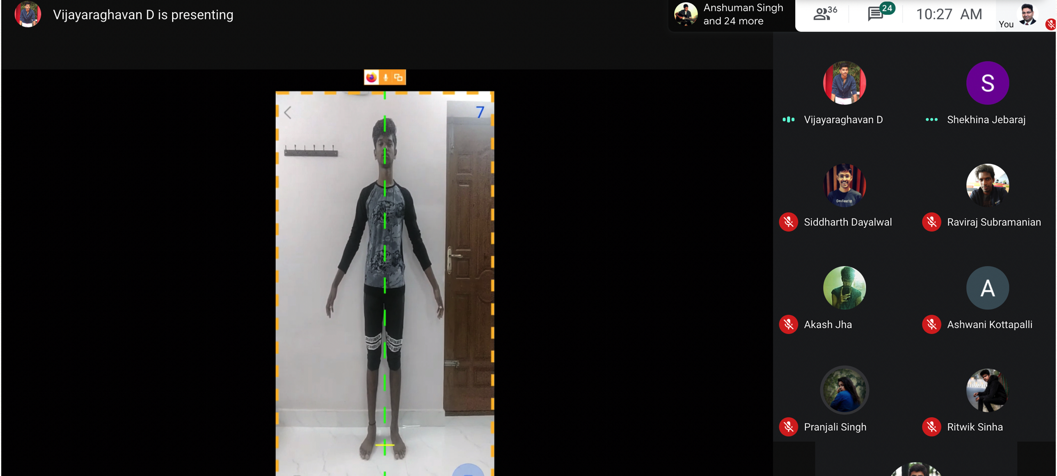 Vijayaraghavan D is presenting
Anshuman Singh
and 24 more
36
24
10:27 AM
You
7
Vijayaraghavan D
S
Shekhina Jebaraj
Siddharth Dayalwal
Raviraj Subramanian
Akash Jha
A
Ashwani Kottapalli
Pranjali Singh
Ritwik Sinha